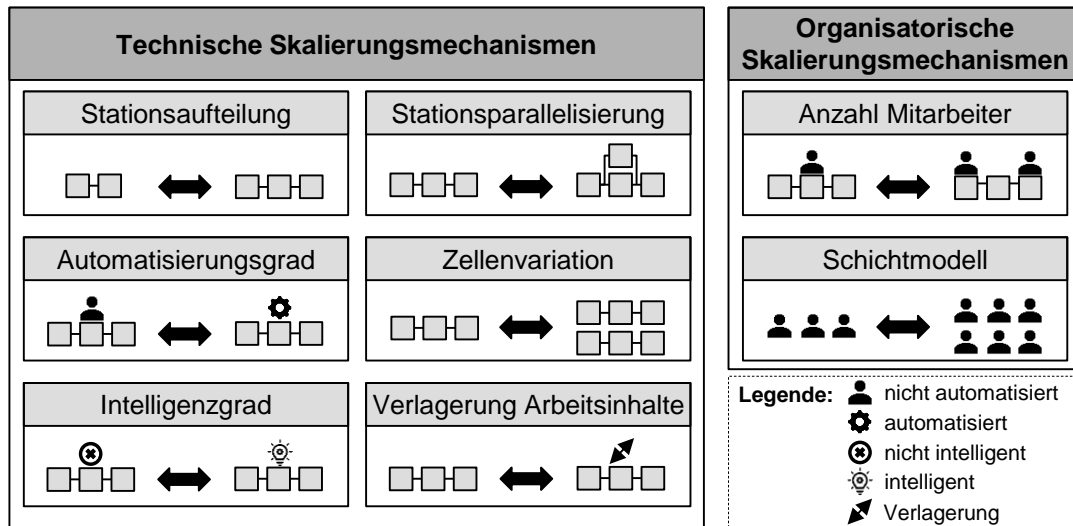 Technische Skalierungsmechanismen
Stationsaufteilung
Stationsparallelisierung
Automatisierungsgrad
Zellenvariation
Intelligenzgrad
Verlagerung Arbeitsinhalte
Organisatorische
Skalierungsmechanismen
Anzahl Mitarbeiter
Schichtmodell
Legende: nicht automatisiert
automatisiert
nicht intelligent
intelligent
Verlagerung